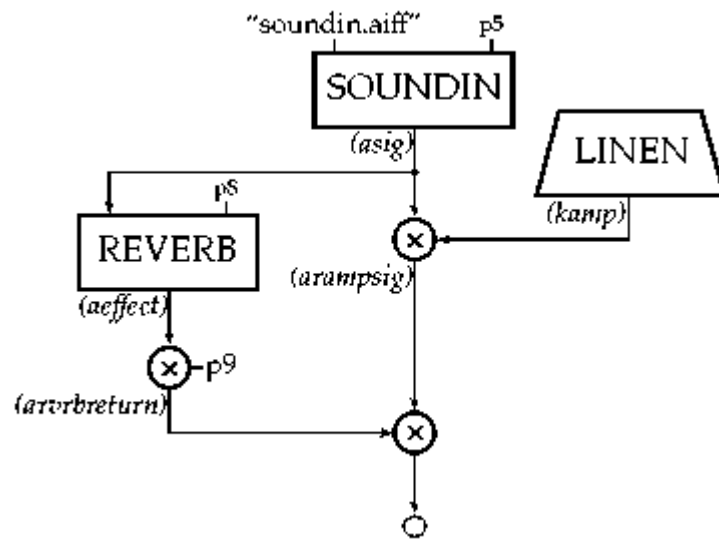 "soundin.aiff" p5
SOUNDIN
(asig)
LINEN
(kamp)
p8
REVERB
×
(arampsig)
(aeffect)
×
p9
(arvrbreturn)
×